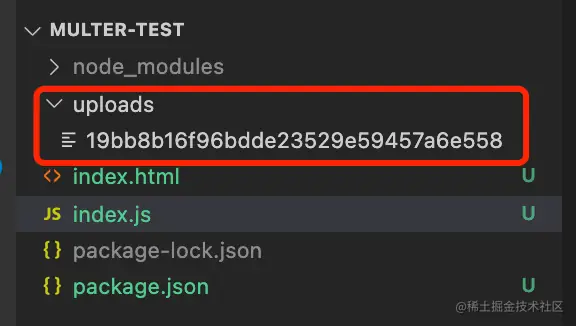 MULTER-TEST
node_modules
uploads
19bb8b16f96bdde23529e59457a6e558
index.html U
JS index.js U
{} package-lock.json
{} package.json U
@稀土掘金技术社区